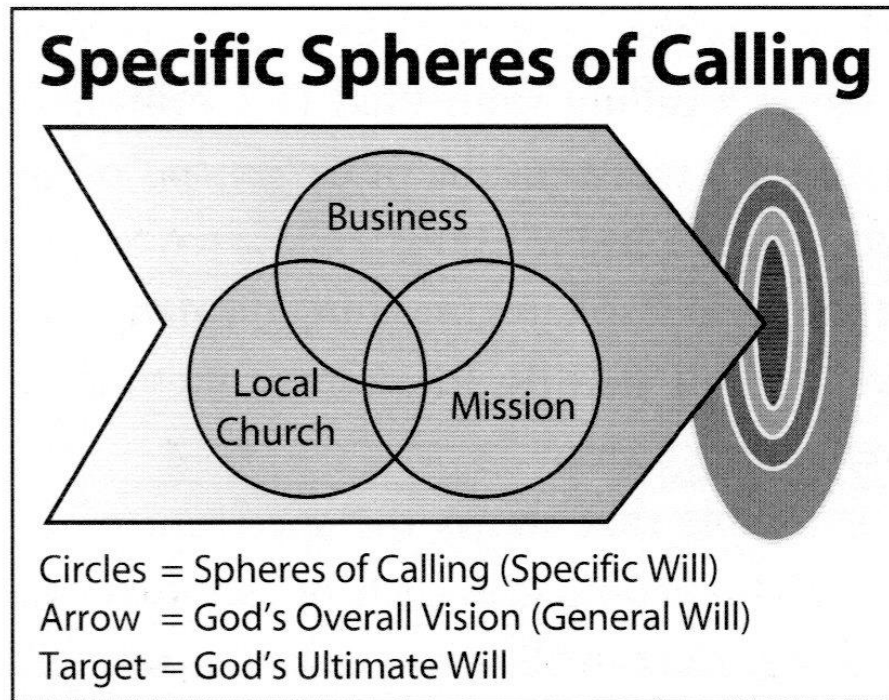 Specific Spheres of Calling
Business
Local
Church
Mission
Circles = Spheres of Calling (Specific Will)
Arrow = God’s Overall Vision (General Will)
Target = God’s Ultimate Will